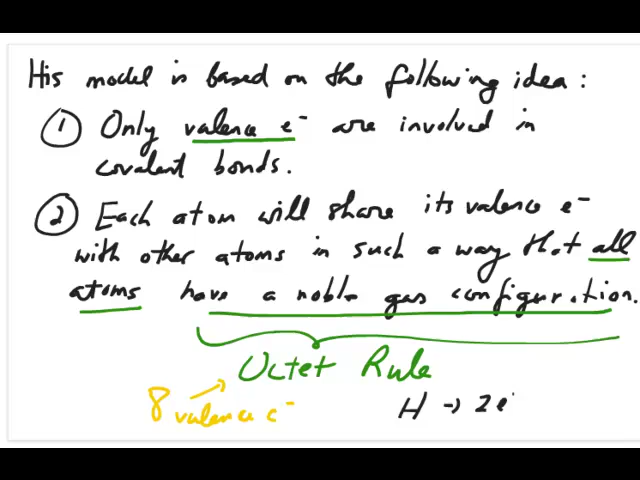 His model is based on the following idea:
① Only valence e⁻ are involved in
covalent bonds.
② Each atom will share its valence e⁻
with other atoms in such a way that all
atoms have a noble gas configuration.
Octet Rule
8 valence e⁻
H → 2e